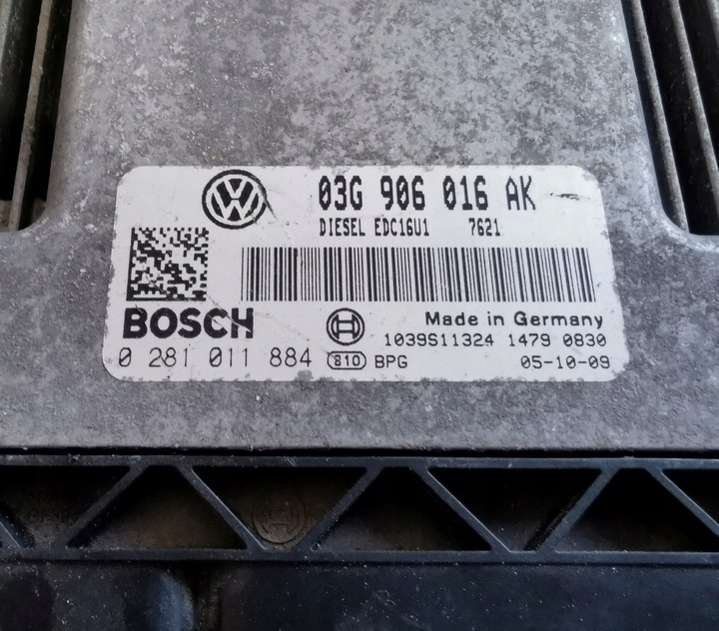 03G 906 016 AK
DIESEL EDC16U1 7621
BOSCH
Made in Germany
1039S11324 1479 0830
0 281 011 884 810 BPG 05-10-09